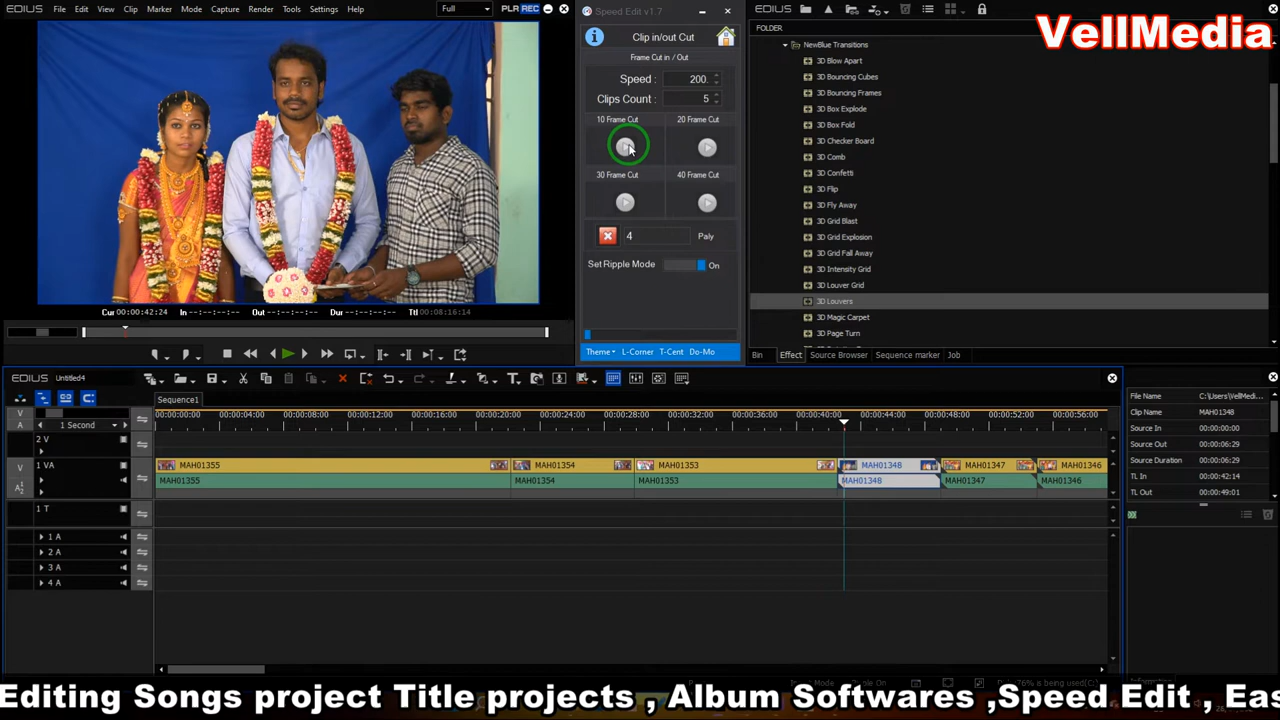 File Edit View Clip Marker Mode Capture Render Tools Settings Help
Full
PLR REC
Cur 00:00:42:24 In --:--:--:-- Out --:--:--:-- Dur --:--:--:-- Ttl 00:08:16:14
Speed Edit v1.7
Clip in/out Cut
Frame Cut in / Out
Speed : 200.
Clips Count : 5
10 Frame Cut 20 Frame Cut
30 Frame Cut 40 Frame Cut
4 Paly
Set Ripple Mode On
Theme L-Corner T-Cent Do-Mo
EDIUS
VellMedia
FOLDER
NewBlue Transitions
3D Blow Apart
3D Bouncing Cubes
3D Bouncing Frames
3D Box Explode
3D Box Fold
3D Checker Board
3D Comb
3D Confetti
3D Flip
3D Fly Away
3D Grid Blast
3D Grid Explosion
3D Grid Fall Away
3D Intensity Grid
3D Louver Grid
3D Louvers
3D Magic Carpet
3D Page Turn
Bin Effect Source Browser Sequence marker Job
EDIUS Untitled4
Sequence1
V
A
1 Second
00:00:00:00 00:00:04:00 00:00:08:00 00:00:12:00 00:00:16:00 00:00:20:00 00:00:24:00 00:00:28:00 00:00:32:00 00:00:36:00 00:00:40:00 00:00:44:00 00:00:48:00 00:00:52:00 00:00:56:00
2 V
1 VA MAH01355 MAH01354 MAH01353 MAH01348 MAH01347 MAH01346
MAH01355 MAH01354 MAH01353 MAH01348 MAH01347 MAH01346
1 T
1 A
2 A
3 A
4 A
File Name C:\Users\VellMedi...
Clip Name MAH01348
Source In 00:00:00:00
Source Out 00:00:06:29
Source Duration 00:00:06:29
TL In 00:00:42:14
TL Out 00:00:49:01
Editing Songs project Title projects , Album Softwares ,Speed Edit , Eas